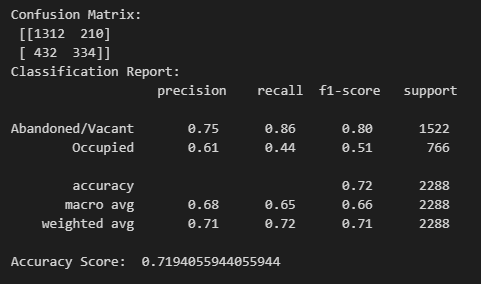 Confusion Matrix:
[[1312  210]
[ 432  334]]
Classification Report:
precision    recall  f1-score   support
Abandoned/Vacant       0.75      0.86      0.80      1522
Occupied       0.61      0.44      0.51       766
accuracy                           0.72      2288
macro avg       0.68      0.65      0.66      2288
weighted avg       0.71      0.72      0.71      2288
Accuracy Score:  0.7194055944055944